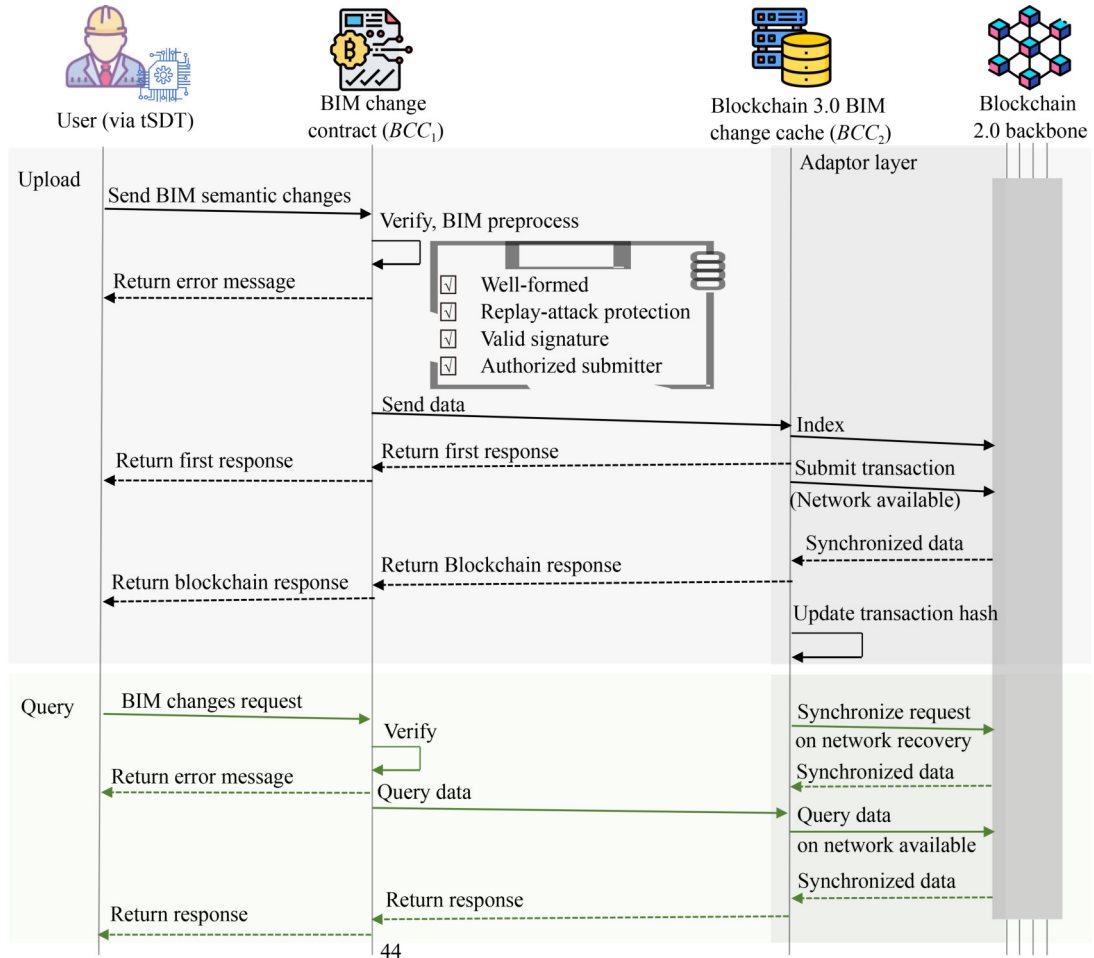 User (via tSDT)
BIM change
contract (BCC₁)
Blockchain 3.0 BIM
change cache (BCC₂)
Blockchain
2.0 backbone
Adaptor layer
Upload
Send BIM semantic changes
Verify, BIM preprocess
Return error message
√ Well-formed
√ Replay-attack protection
√ Valid signature
√ Authorized submitter
Send data
Index
Return first response
Return first response
Submit transaction
(Network available)
Synchronized data
Return Blockchain response
Return blockchain response
Update transaction hash
Query
BIM changes request
Synchronize request
on network recovery
Verify
Return error message
Synchronized data
Query data
Query data
on network available
Synchronized data
Return response
Return response
44